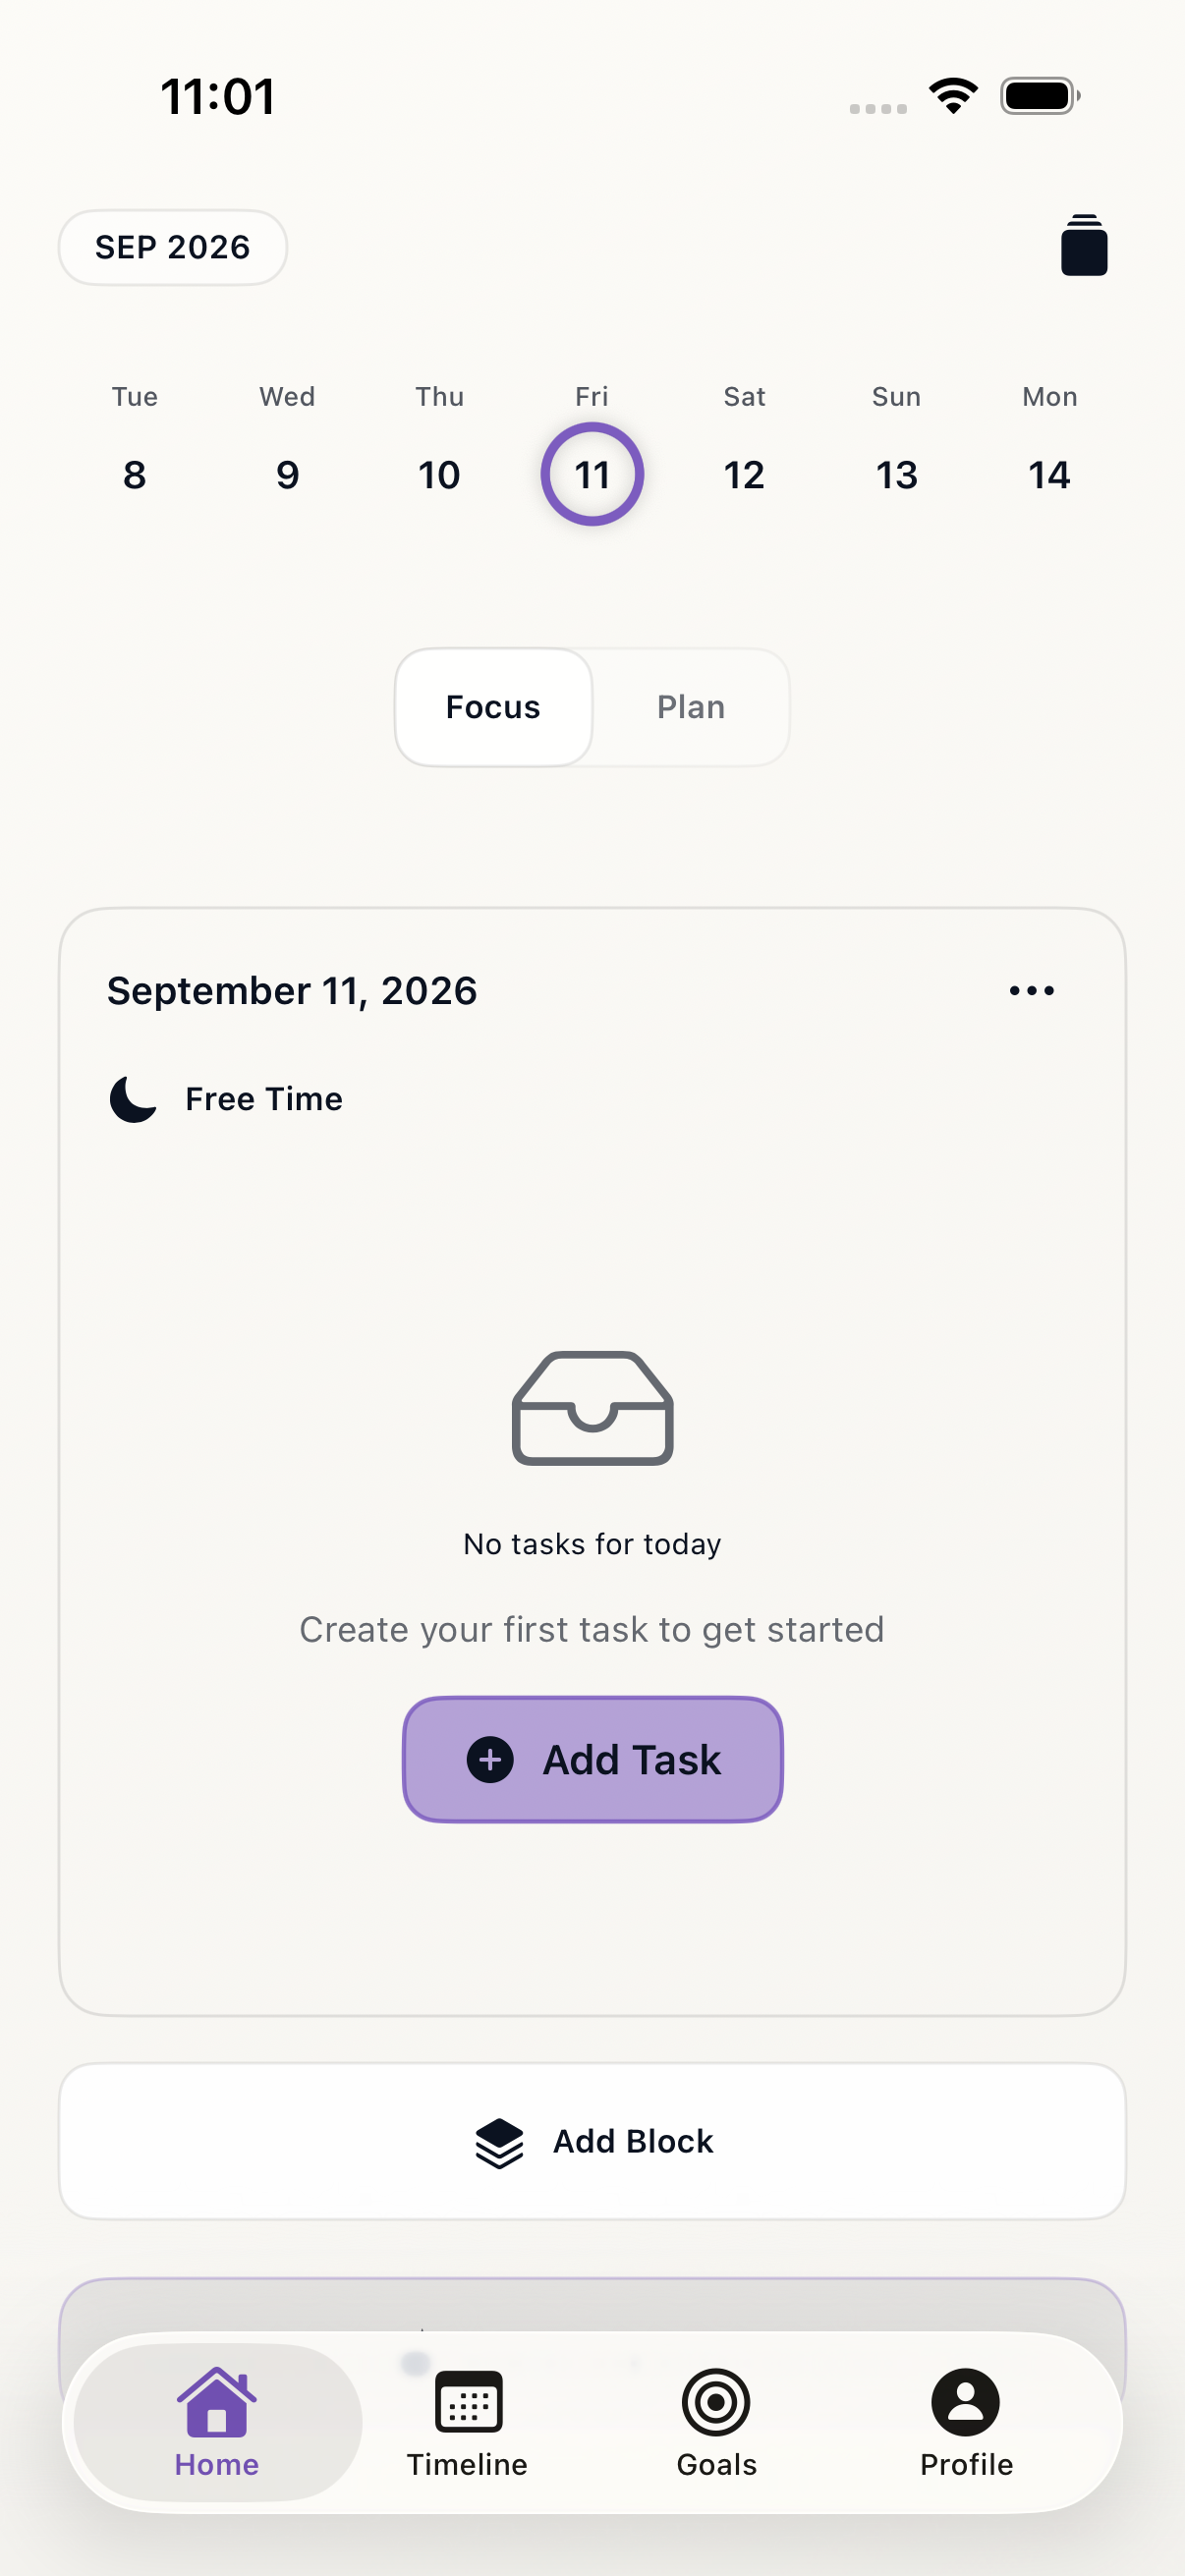 11:01
SEP 2026
Tue Wed Thu Fri Sat Sun Mon
8 9 10 11 12 13 14
Focus Plan
September 11, 2026
Free Time
No tasks for today
Create your first task to get started
Add Task
Add Block
Home Timeline Goals Profile